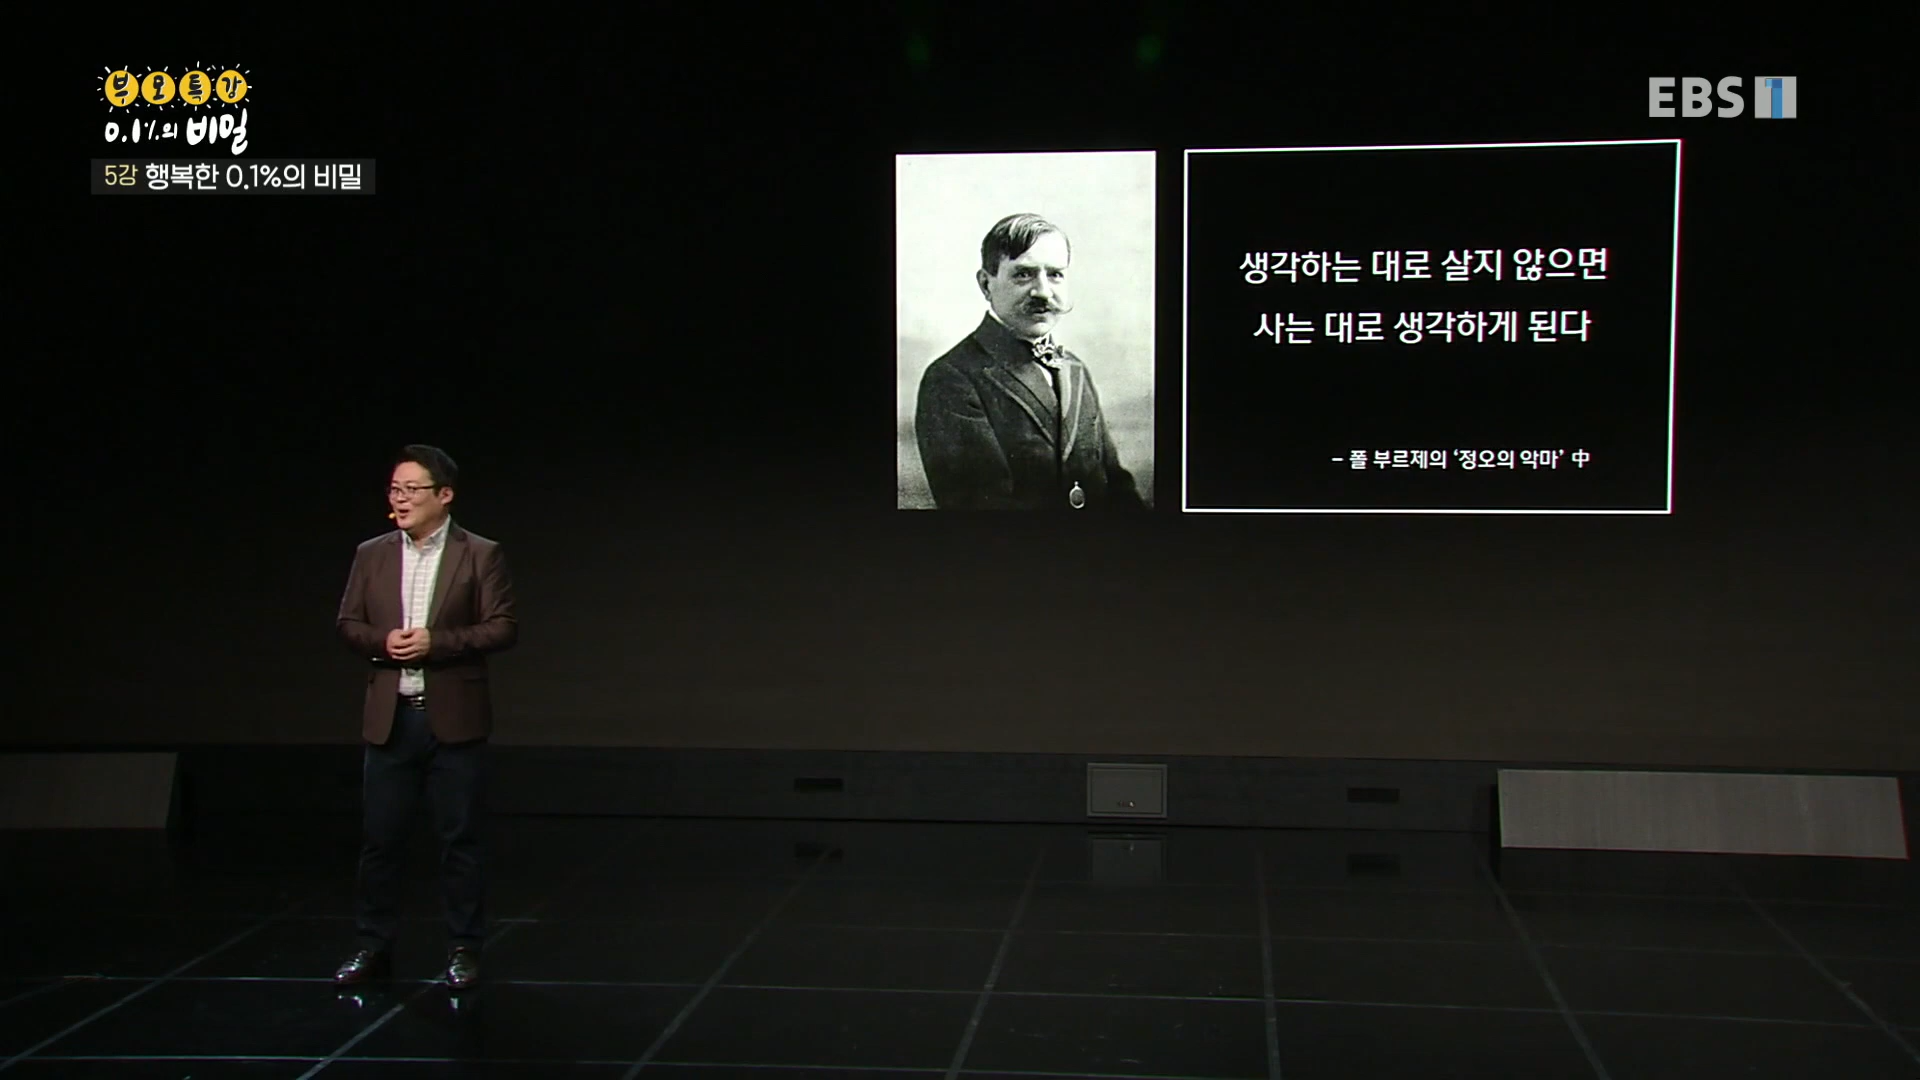 부모특강
0.1%의 비밀
5강 행복한 0.1%의 비밀
EBS 1
생각하는 대로 살지 않으면
사는 대로 생각하게 된다
– 폴 부르제의 ‘정오의 악마’ 中